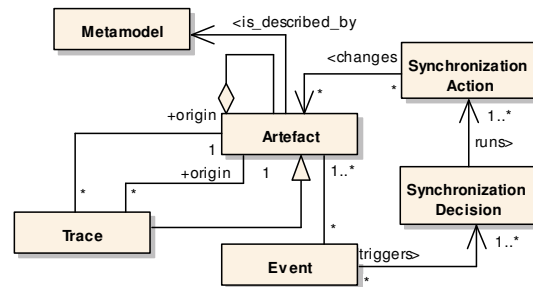 <is_described_by
Metamodel
<changes
Synchronization
Action
*
*
+origin
Artefact
1..*
1
+origin
1
1..*
runs>
*
*
Synchronization
Decision
Trace
*
triggers>
1..*
Event
*